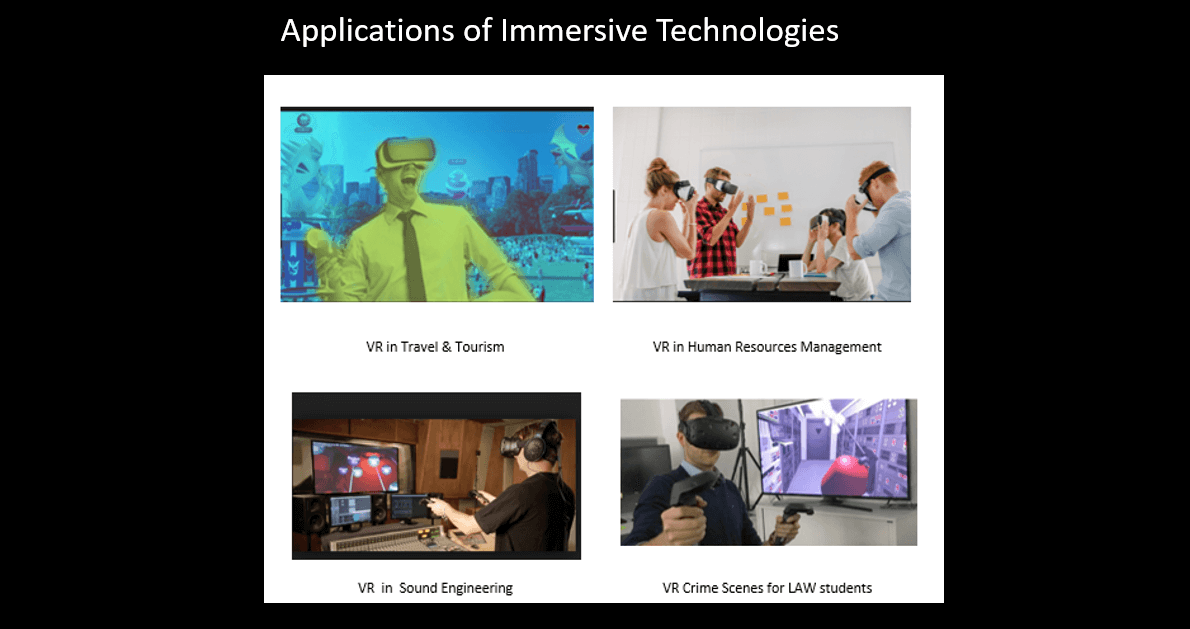 Applications of Immersive Technologies
VR in Travel & Tourism
VR in Human Resources Management
VR in Sound Engineering
VR Crime Scenes for LAW students